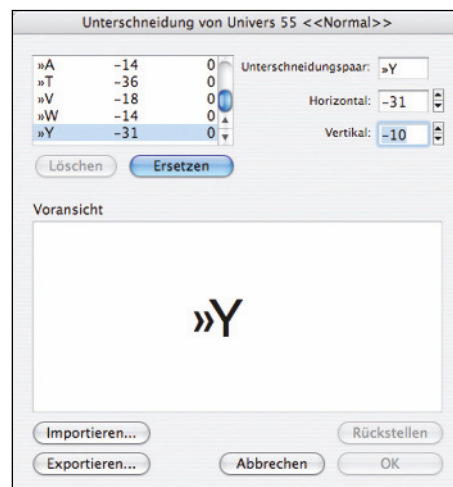 Unterschneidung von Univers 55 <<Normal>>
»A -14 0
»T -36 0
»V -18 0
»W -14 0
»Y -31 0
Unterschneidungspaar: »Y
Horizontal: -31
Vertikal: -10
Löschen Ersetzen
Voransicht
»Y
Importieren... Rückstellen
Exportieren... Abbrechen OK